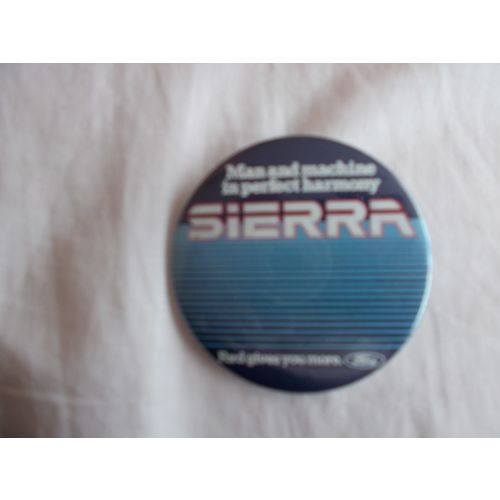 Man and machine
in perfect harmony
SiERRA
Ford gives you more. Ford